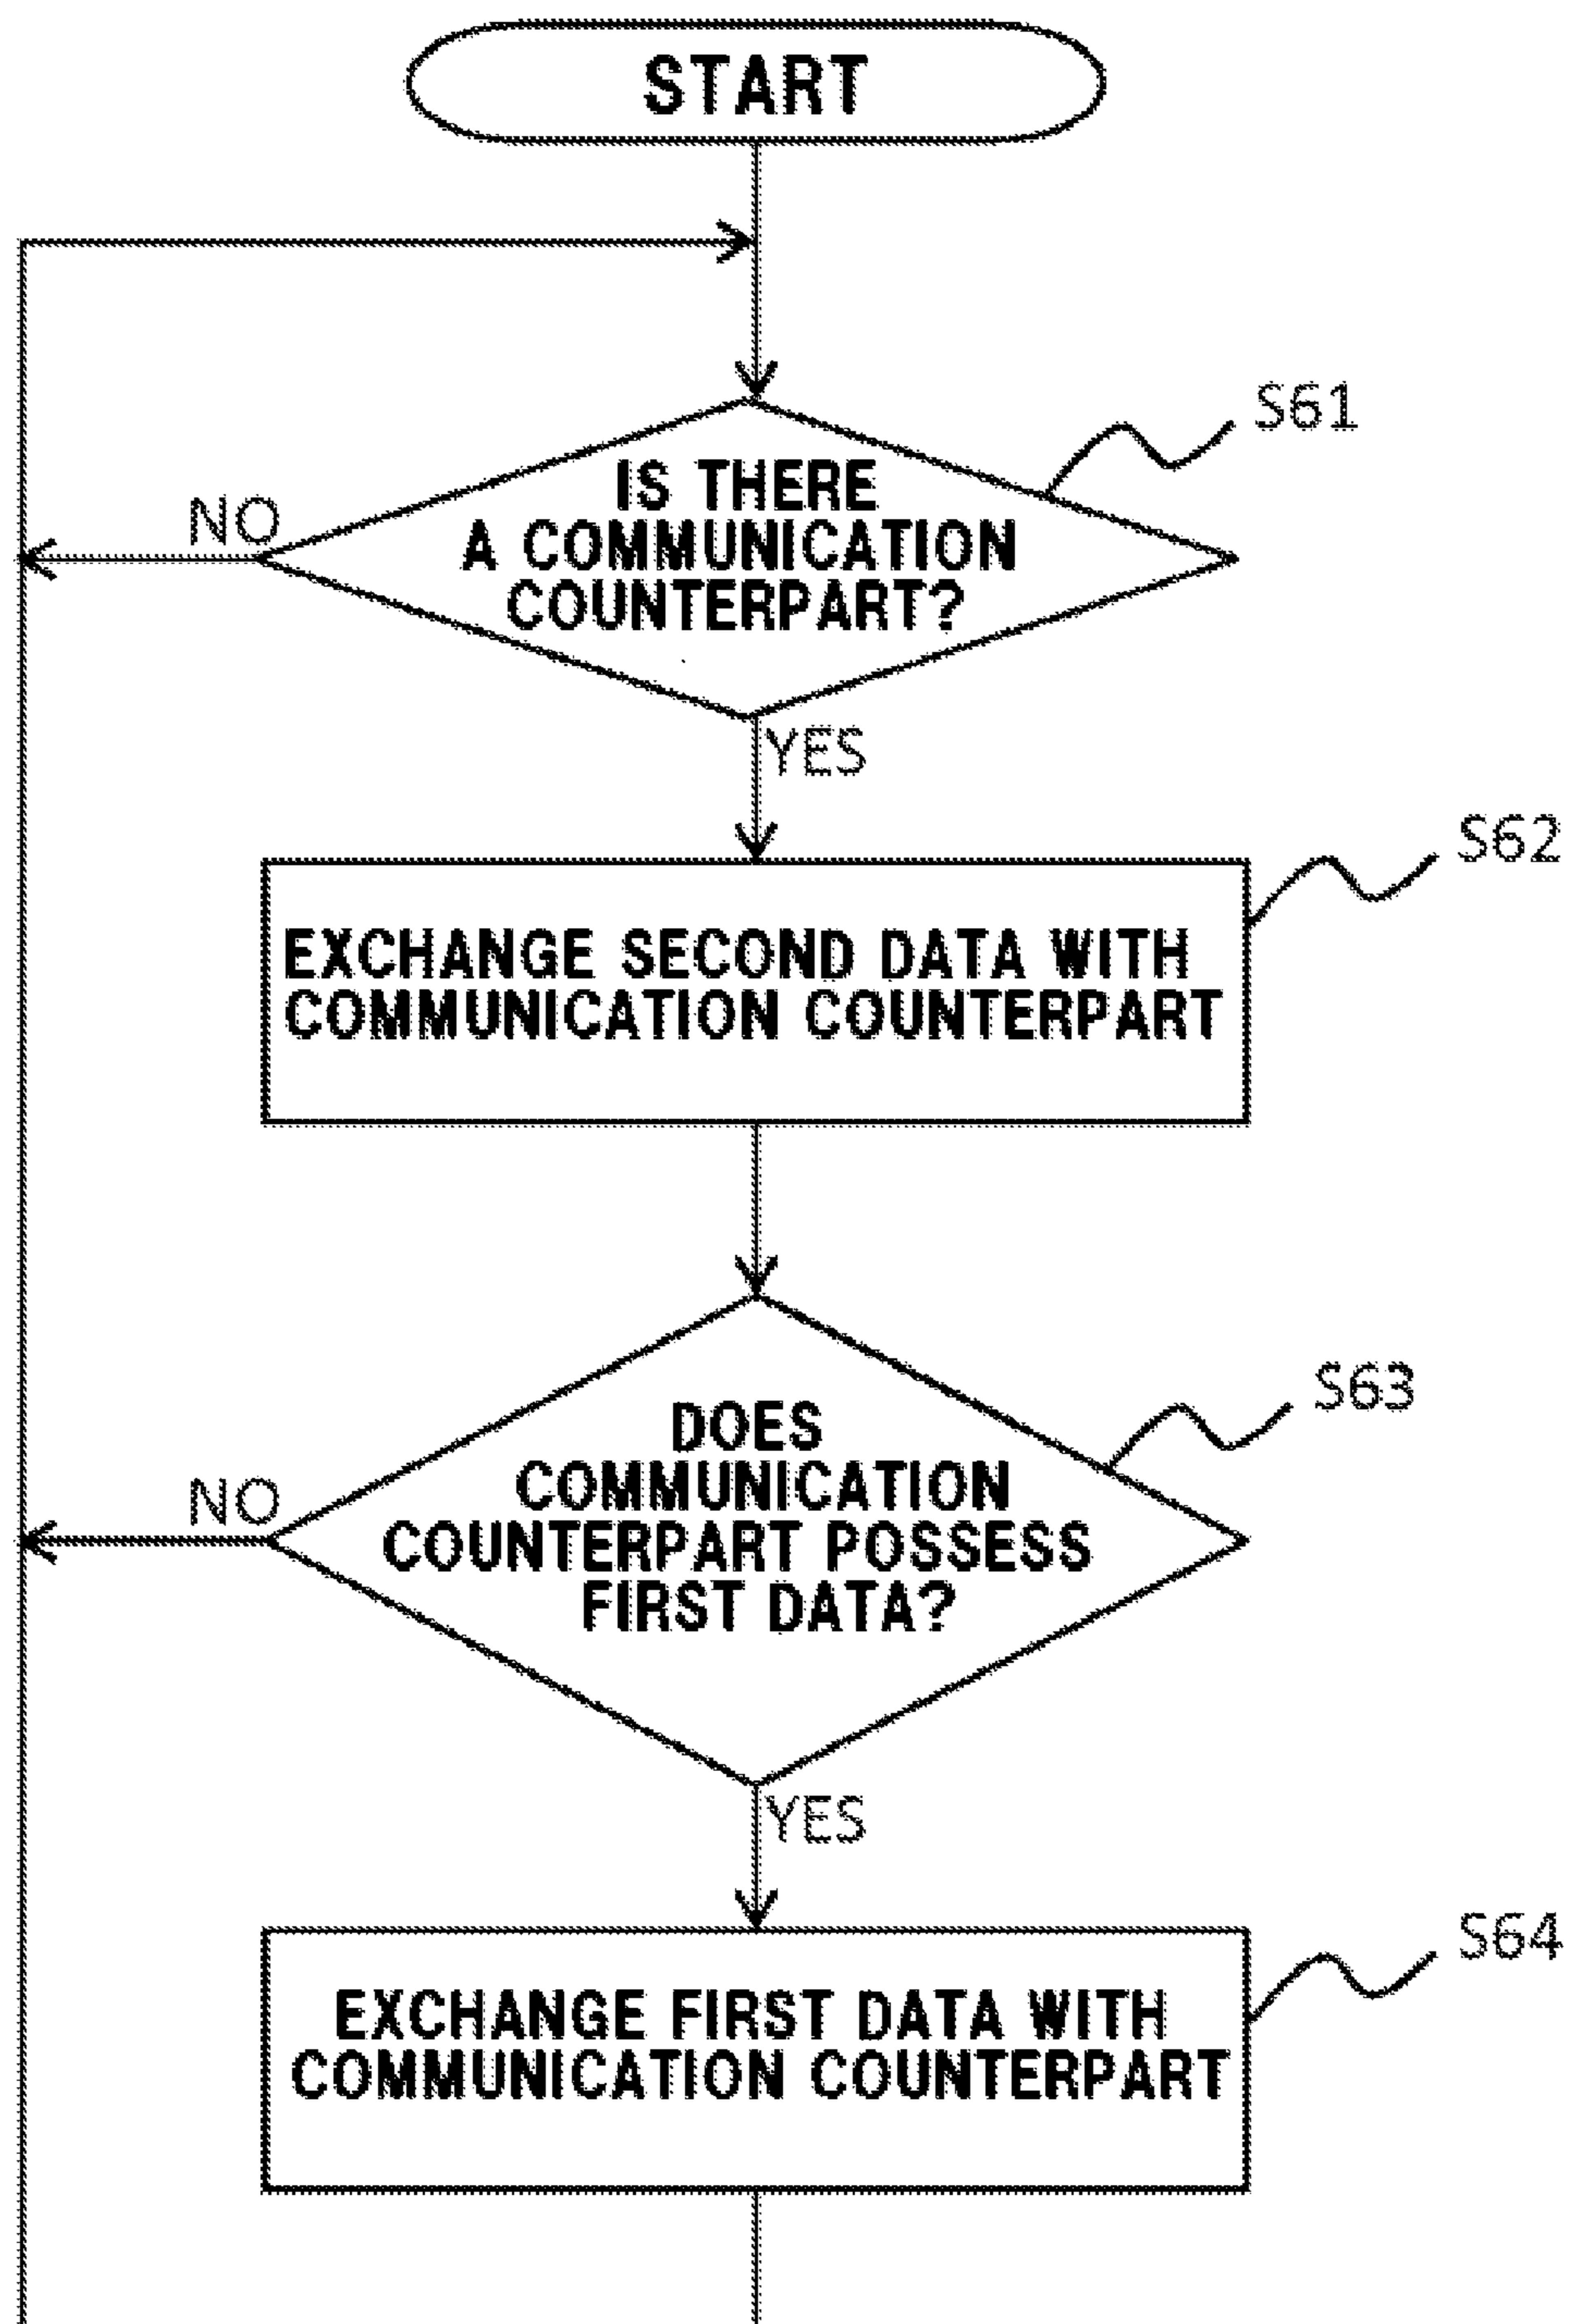 START
S61
IS THERE
A COMMUNICATION
COUNTERPART?
NO
YES
S62
EXCHANGE SECOND DATA WITH
COMMUNICATION COUNTERPART
S63
DOES
COMMUNICATION
COUNTERPART POSSESS
FIRST DATA?
NO
YES
S64
EXCHANGE FIRST DATA WITH
COMMUNICATION COUNTERPART